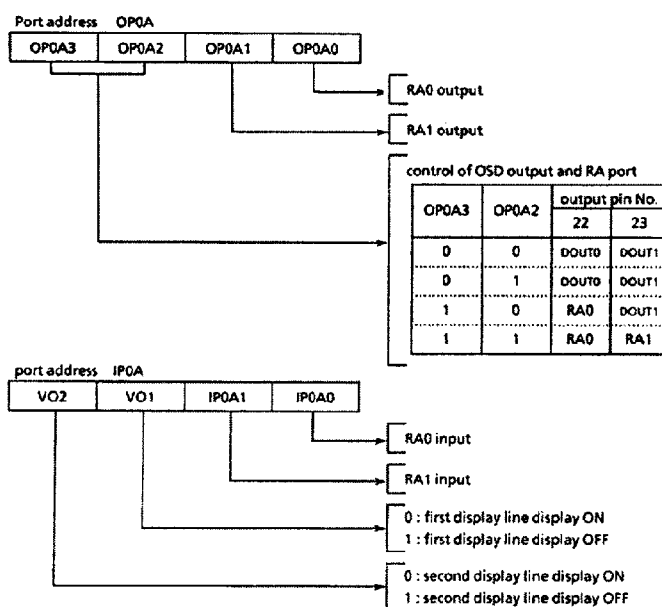 Port address OP0A
OP0A3 OP0A2 OP0A1 OP0A0
RA0 output
RA1 output
control of OSD output and RA port
OP0A3 OP0A2 output pin No.
22 23
0 0 DOUT0 DOUT1
0 1 DOUT0 DOUT1
1 0 RA0 DOUT1
1 1 RA0 RA1
port address IP0A
VO2 VO1 IP0A1 IP0A0
RA0 input
RA1 input
0 : first display line display ON
1 : first display line display OFF
0 : second display line display ON
1 : second display line display OFF